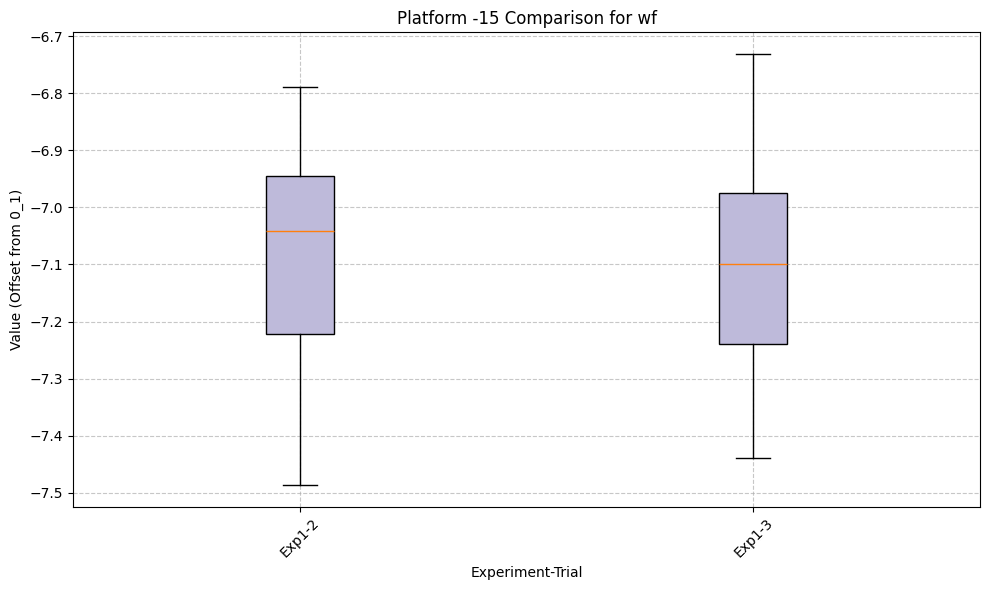 Platform -15 Comparison for wf
Value (Offset from 0_1)
−6.7
−6.8
−6.9
−7.0
−7.1
−7.2
−7.3
−7.4
−7.5
Exp1-2
Exp1-3
Experiment-Trial